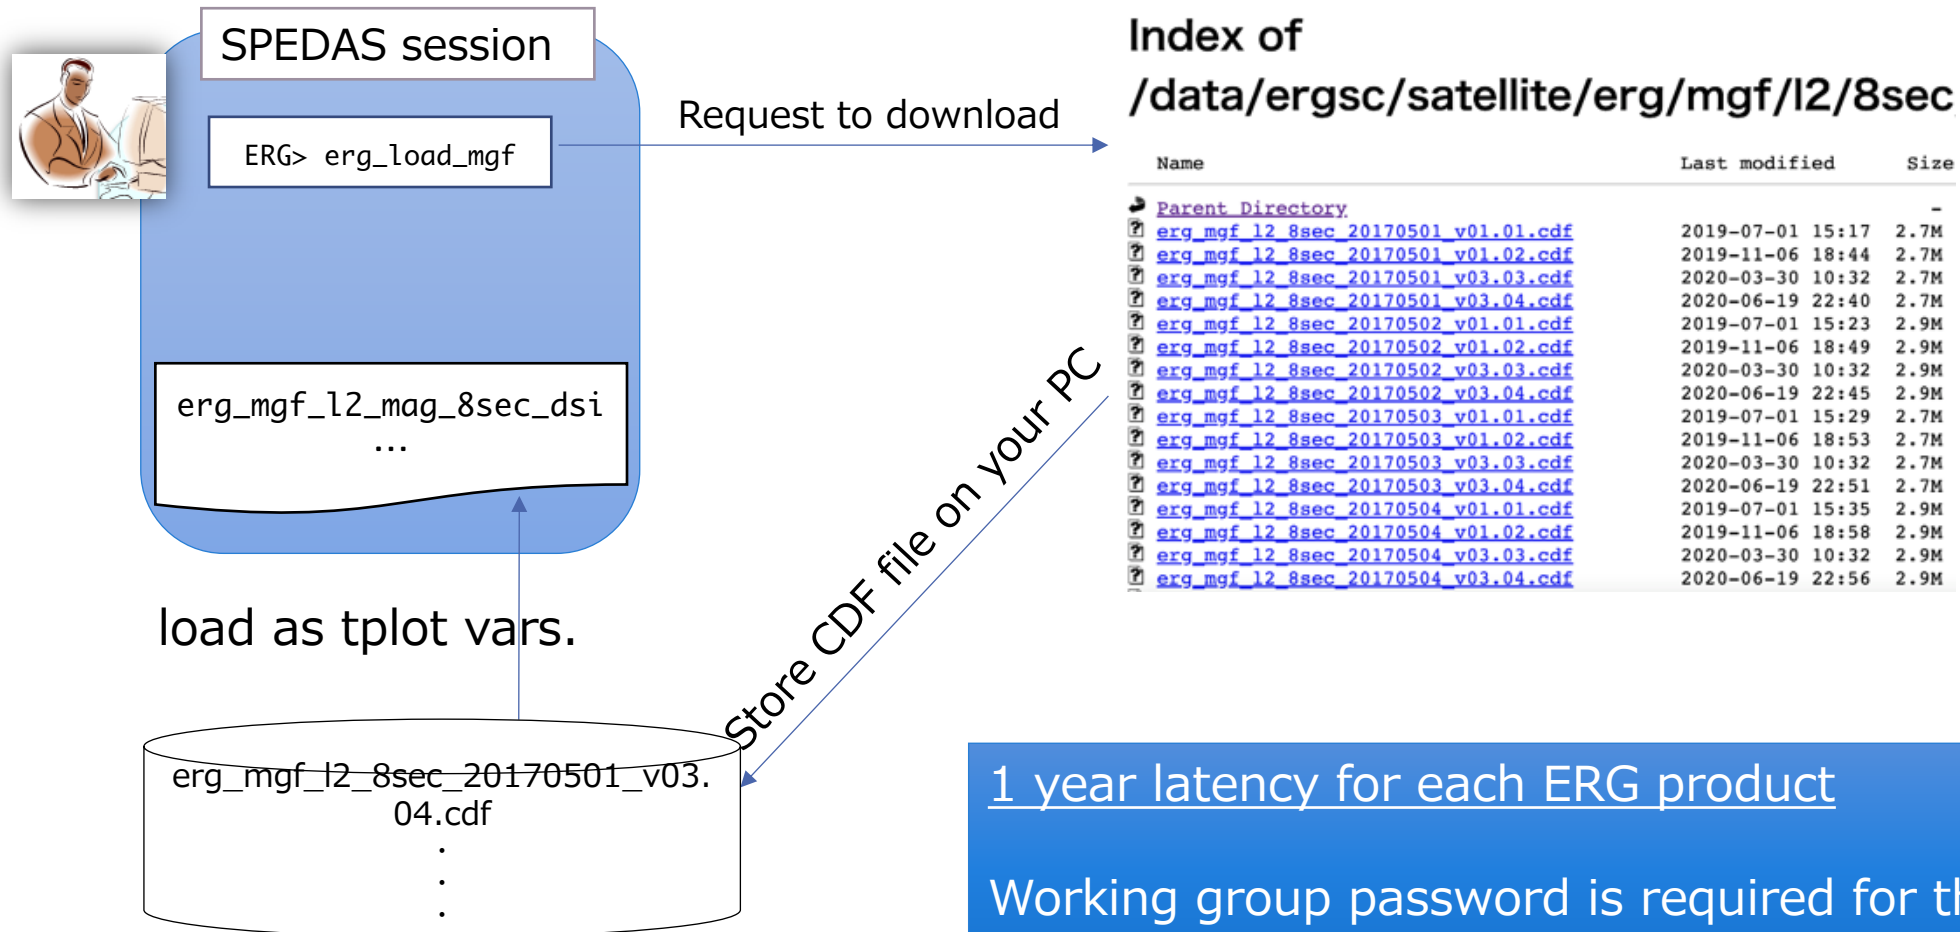 SPEDAS session
ERG> erg_load_mgf
erg_mgf_l2_mag_8sec_dsi
...
load as tplot vars.
erg_mgf_l2_8sec_20170501_v03.
04.cdf
.
.
.
Request to download
Store CDF file on your PC
Index of
/data/ergsc/satellite/erg/mgf/l2/8sec
Name Last modified Size
Parent Directory -
erg_mgf_l2_8sec_20170501_v01.01.cdf 2019-07-01 15:17 2.7M
erg_mgf_l2_8sec_20170501_v01.02.cdf 2019-11-06 18:44 2.7M
erg_mgf_l2_8sec_20170501_v03.03.cdf 2020-03-30 10:32 2.7M
erg_mgf_l2_8sec_20170501_v03.04.cdf 2020-06-19 22:40 2.7M
erg_mgf_l2_8sec_20170502_v01.01.cdf 2019-07-01 15:23 2.9M
erg_mgf_l2_8sec_20170502_v01.02.cdf 2019-11-06 18:49 2.9M
erg_mgf_l2_8sec_20170502_v03.03.cdf 2020-03-30 10:32 2.9M
erg_mgf_l2_8sec_20170502_v03.04.cdf 2020-06-19 22:45 2.9M
erg_mgf_l2_8sec_20170503_v01.01.cdf 2019-07-01 15:29 2.7M
erg_mgf_l2_8sec_20170503_v01.02.cdf 2019-11-06 18:53 2.7M
erg_mgf_l2_8sec_20170503_v03.03.cdf 2020-03-30 10:32 2.7M
erg_mgf_l2_8sec_20170503_v03.04.cdf 2020-06-19 22:51 2.7M
erg_mgf_l2_8sec_20170504_v01.01.cdf 2019-07-01 15:35 2.9M
erg_mgf_l2_8sec_20170504_v01.02.cdf 2019-11-06 18:58 2.9M
erg_mgf_l2_8sec_20170504_v03.03.cdf 2020-03-30 10:32 2.9M
erg_mgf_l2_8sec_20170504_v03.04.cdf 2020-06-19 22:56 2.9M
1 year latency for each ERG product
Working group password is required for